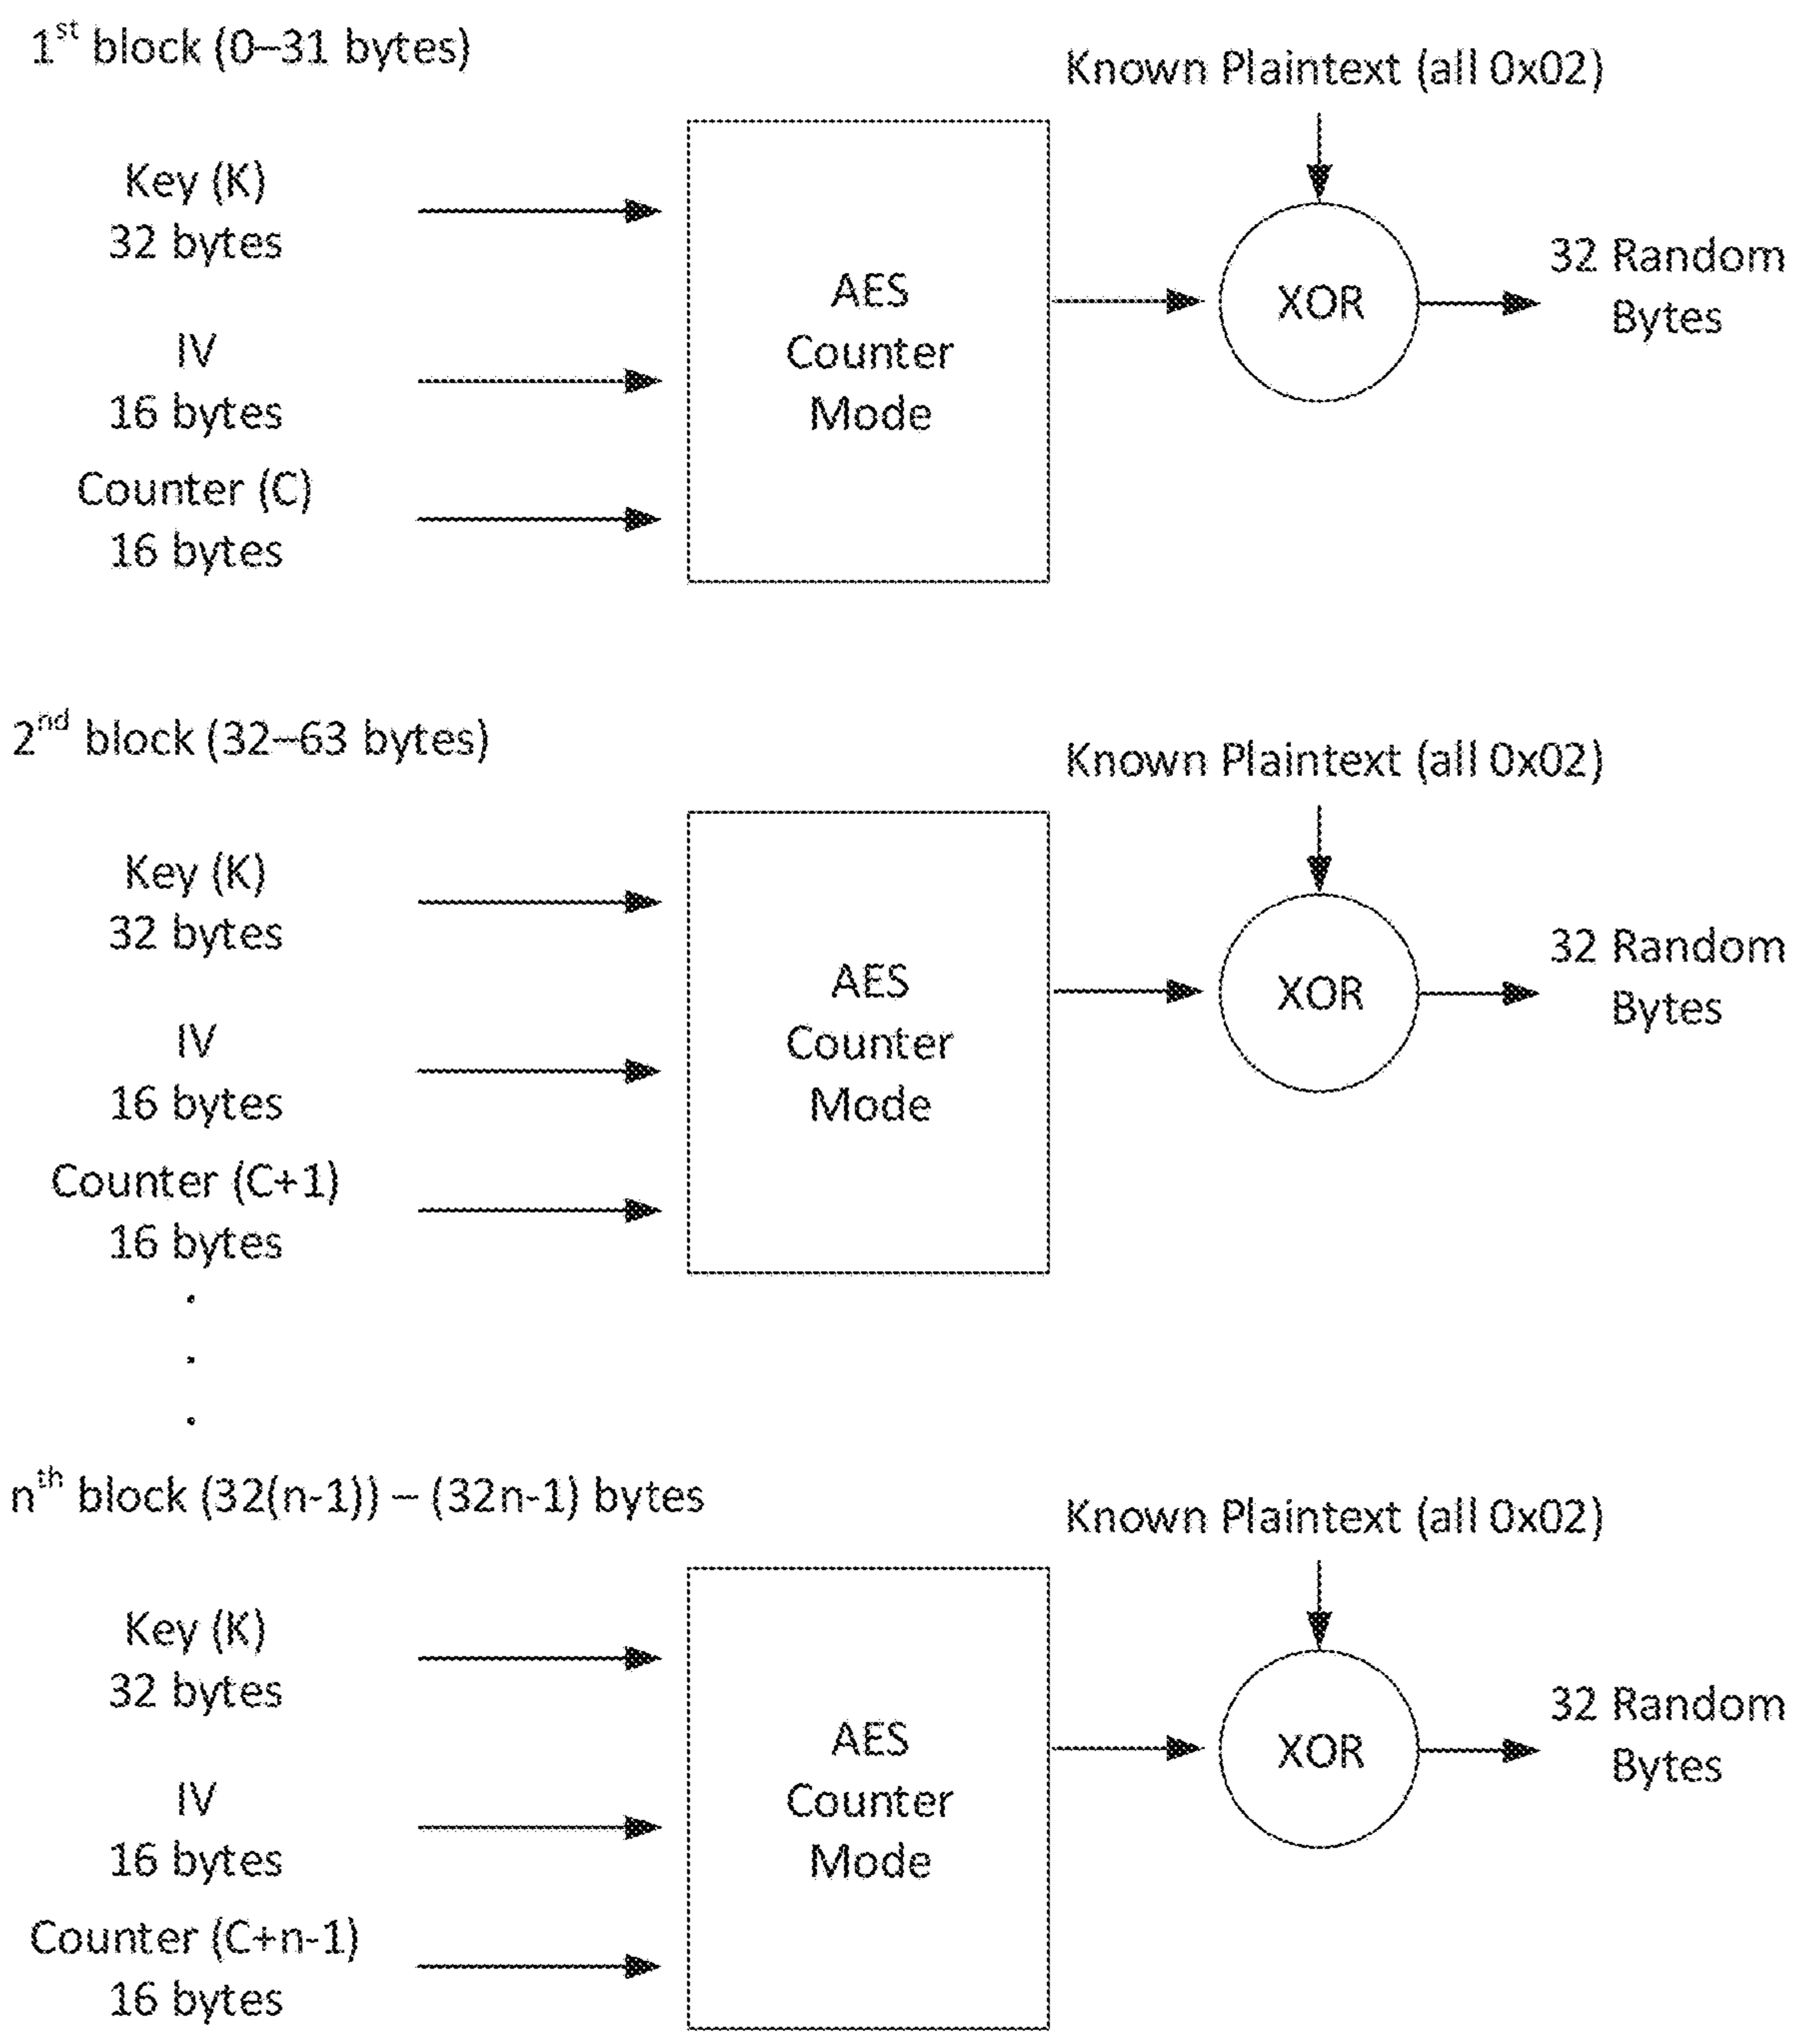 1st block (0–31 bytes)
Known Plaintext (all 0x02)
Key (K)
32 bytes
IV
16 bytes
Counter (C)
16 bytes
AES
Counter
Mode
XOR
32 Random
Bytes
2nd block (32–63 bytes)
Known Plaintext (all 0x02)
Key (K)
32 bytes
IV
16 bytes
Counter (C+1)
16 bytes
AES
Counter
Mode
XOR
32 Random
Bytes
.
.
.
nth block (32(n-1)) – (32n-1) bytes
Known Plaintext (all 0x02)
Key (K)
32 bytes
IV
16 bytes
Counter (C+n-1)
16 bytes
AES
Counter
Mode
XOR
32 Random
Bytes